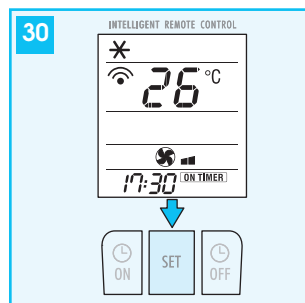 30
INTELLIGENT REMOTE CONTROL
26 °C
17:30 ON TIMER
ON SET OFF